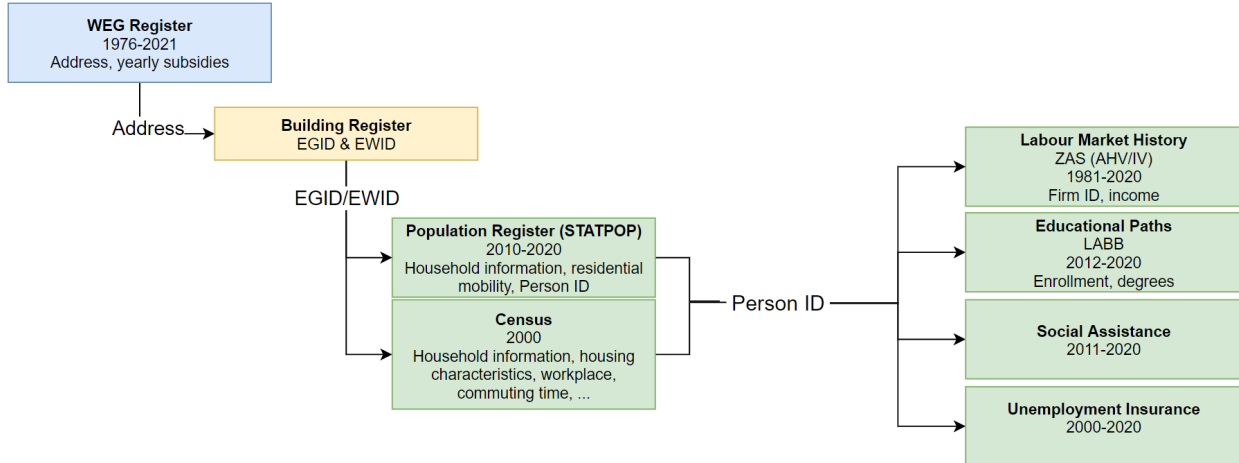 WEG Register
1976-2021
Address, yearly subsidies
Address
Building Register
EGID & EWID
EGID/EWID
Population Register (STATPOP)
2010-2020
Household information, residential
mobility, Person ID
Census
2000
Household information, housing
characteristics, workplace,
commuting time, ...
Person ID
Labour Market History
ZAS (AHV/IV)
1981-2020
Firm ID, income
Educational Paths
LABB
2012-2020
Enrollment, degrees
Social Assistance
2011-2020
Unemployment Insurance
2000-2020